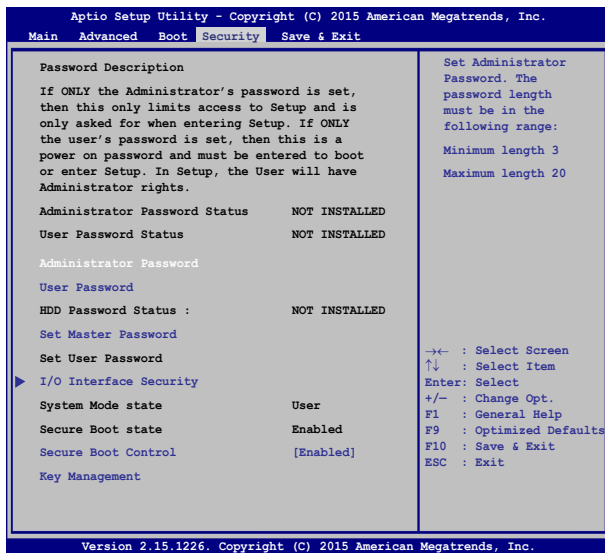 Aptio Setup Utility - Copyright (C) 2015 American Megatrends, Inc.
Main Advanced Boot Security Save & Exit
Password Description
If ONLY the Administrator's password is set,
then this only limits access to Setup and is
only asked for when entering Setup. If ONLY
the user's password is set, then this is a
power on password and must be entered to boot
or enter Setup. In Setup, the User will have
Administrator rights.
Administrator Password Status NOT INSTALLED
User Password Status NOT INSTALLED
Administrator Password
User Password
HDD Password Status : NOT INSTALLED
Set Master Password
Set User Password
I/O Interface Security
System Mode state User
Secure Boot state Enabled
Secure Boot Control [Enabled]
Key Management
Set Administrator
Password. The
password length
must be in the
following range:
Minimum length 3
Maximum length 20
→← : Select Screen
↑↓ : Select Item
Enter: Select
+/− : Change Opt.
F1 : General Help
F9 : Optimized Defaults
F10 : Save & Exit
ESC : Exit
Version 2.15.1226. Copyright (C) 2015 American Megatrends, Inc.